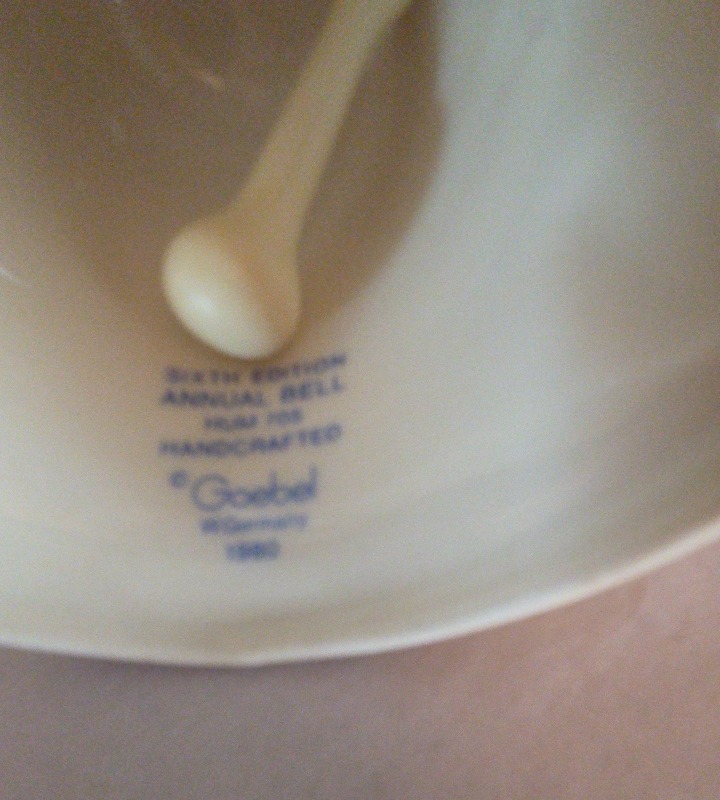 SIXTH EDITION
ANNUAL BELL
HUM 705
HANDCRAFTED
© Goebel
W.Germany
1980